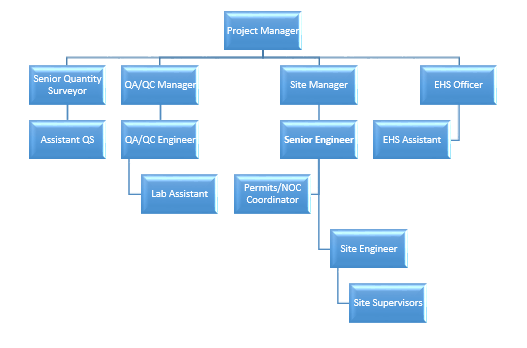 Project Manager
Senior Quantity
Surveyor
QA/QC Manager
Site Manager
EHS Officer
Assistant QS
QA/QC Engineer
Senior Engineer
EHS Assistant
Lab Assistant
Permits/NOC
Coordinator
Site Engineer
Site Supervisors